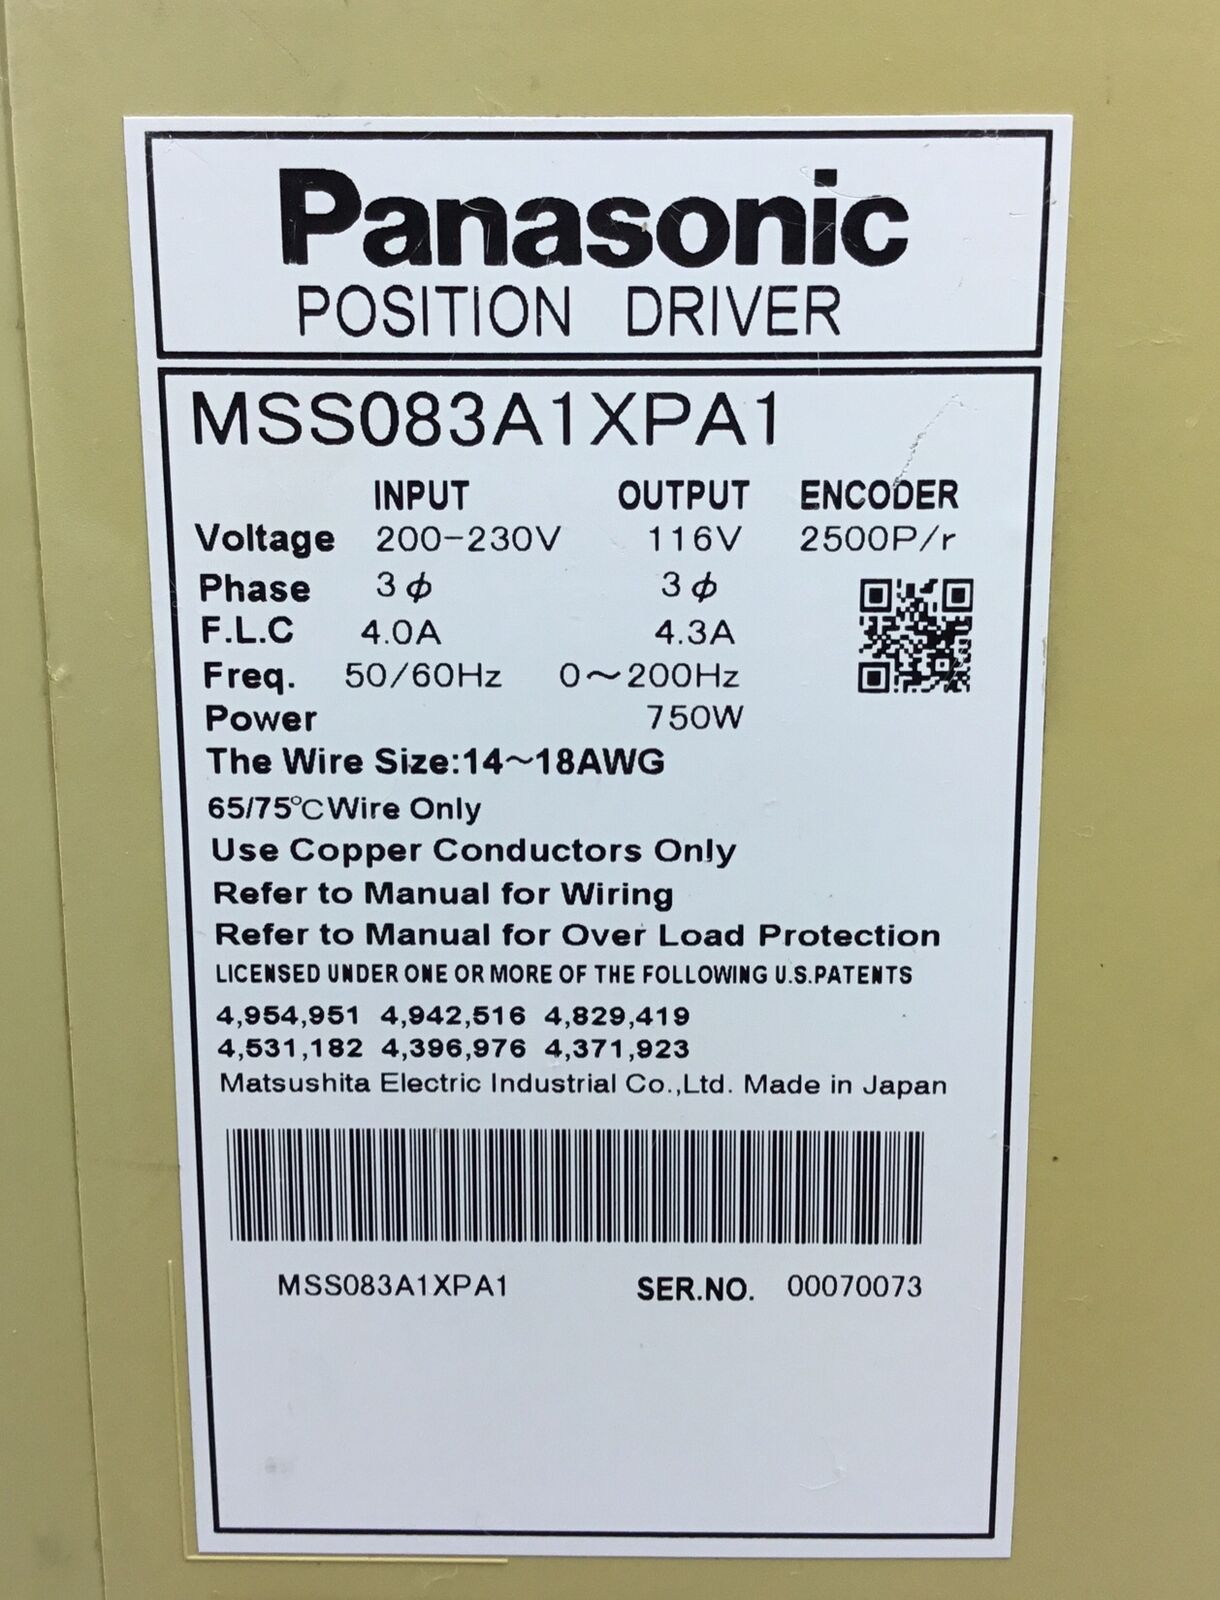 Panasonic
POSITION DRIVER
MSS083A1XPA1
INPUT OUTPUT ENCODER
Voltage 200-230V 116V 2500P/r
Phase 3ϕ 3ϕ
F.L.C 4.0A 4.3A
Freq. 50/60Hz 0~200Hz
Power 750W
The Wire Size:14~18AWG
65/75℃ Wire Only
Use Copper Conductors Only
Refer to Manual for Wiring
Refer to Manual for Over Load Protection
LICENSED UNDER ONE OR MORE OF THE FOLLOWING U.S.PATENTS
4,954,951 4,942,516 4,829,419
4,531,182 4,396,976 4,371,923
Matsushita Electric Industrial Co.,Ltd. Made in Japan
MSS083A1XPA1 SER.NO. 00070073